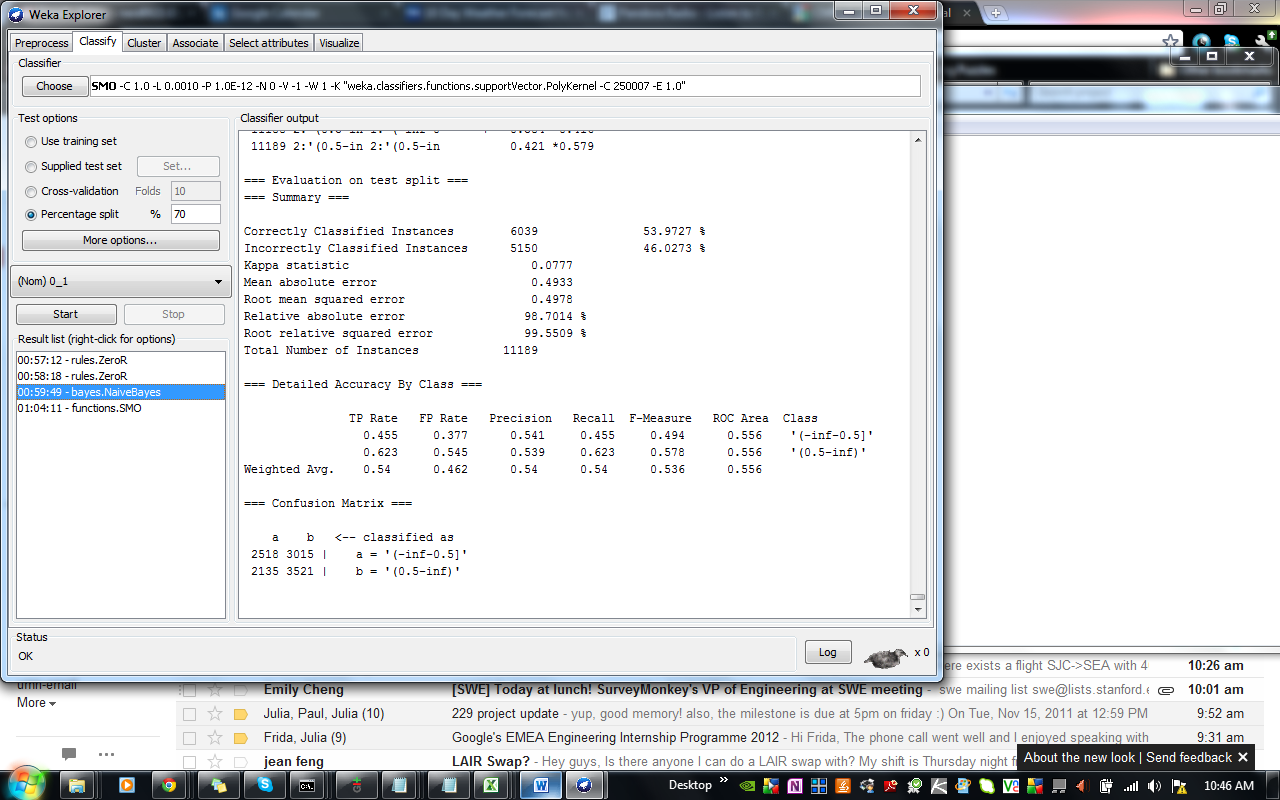 Weka Explorer
Preprocess Classify Cluster Associate Select attributes Visualize
Classifier
Choose SMO -C 1.0 -L 0.0010 -P 1.0E-12 -N 0 -V -1 -W 1 -K "weka.classifiers.functions.supportVector.PolyKernel -C 250007 -E 1.0"
Test options
Use training set
Supplied test set Set...
Cross-validation Folds 10
Percentage split % 70
More options...
(Nom) 0_1
Start Stop
Result list (right-click for options)
00:57:12 - rules.ZeroR
00:58:18 - rules.ZeroR
00:59:49 - bayes.NaiveBayes
01:04:11 - functions.SMO
Classifier output
11189 2:'(0.5-in 2:'(0.5-in 0.421 *0.579
=== Evaluation on test split ===
=== Summary ===
Correctly Classified Instances 6039 53.9727 %
Incorrectly Classified Instances 5150 46.0273 %
Kappa statistic 0.0777
Mean absolute error 0.4933
Root mean squared error 0.4978
Relative absolute error 98.7014 %
Root relative squared error 99.5509 %
Total Number of Instances 11189
=== Detailed Accuracy By Class ===
TP Rate FP Rate Precision Recall F-Measure ROC Area Class
0.455 0.377 0.541 0.455 0.494 0.556 '(-inf-0.5]'
0.623 0.545 0.539 0.623 0.578 0.556 '(0.5-inf)'
Weighted Avg. 0.54 0.462 0.54 0.54 0.536 0.556
=== Confusion Matrix ===
a b <-- classified as
2518 3015 | a = '(-inf-0.5]'
2135 3521 | b = '(0.5-inf)'
Status
OK
Log x 0
ere exists a flight SJC->SEA with 4 10:26 am
umn-email
More
Emily Cheng [SWE] Today at lunch! SurveyMonkey's VP of Engineering at SWE meeting - swe mailing list swe@lists.stanford.e 10:01 am
Julia, Paul, Julia (10) 229 project update - yup, good memory! also, the milestone is due at 5pm on friday :) On Tue, Nov 15, 2011 at 12:59 PM 9:52 am
Frida, Julia (9) Google's EMEA Engineering Internship Programme 2012 - Hi Frida, The phone call went well and I enjoyed speaking with 9:31 am
jean feng LAIR Swap? - Hey guys, Is there anyone I can do a LAIR swap with? My shift is Thursday night f
About the new look | Send feedback ✕
Desktop » 10:46 AM